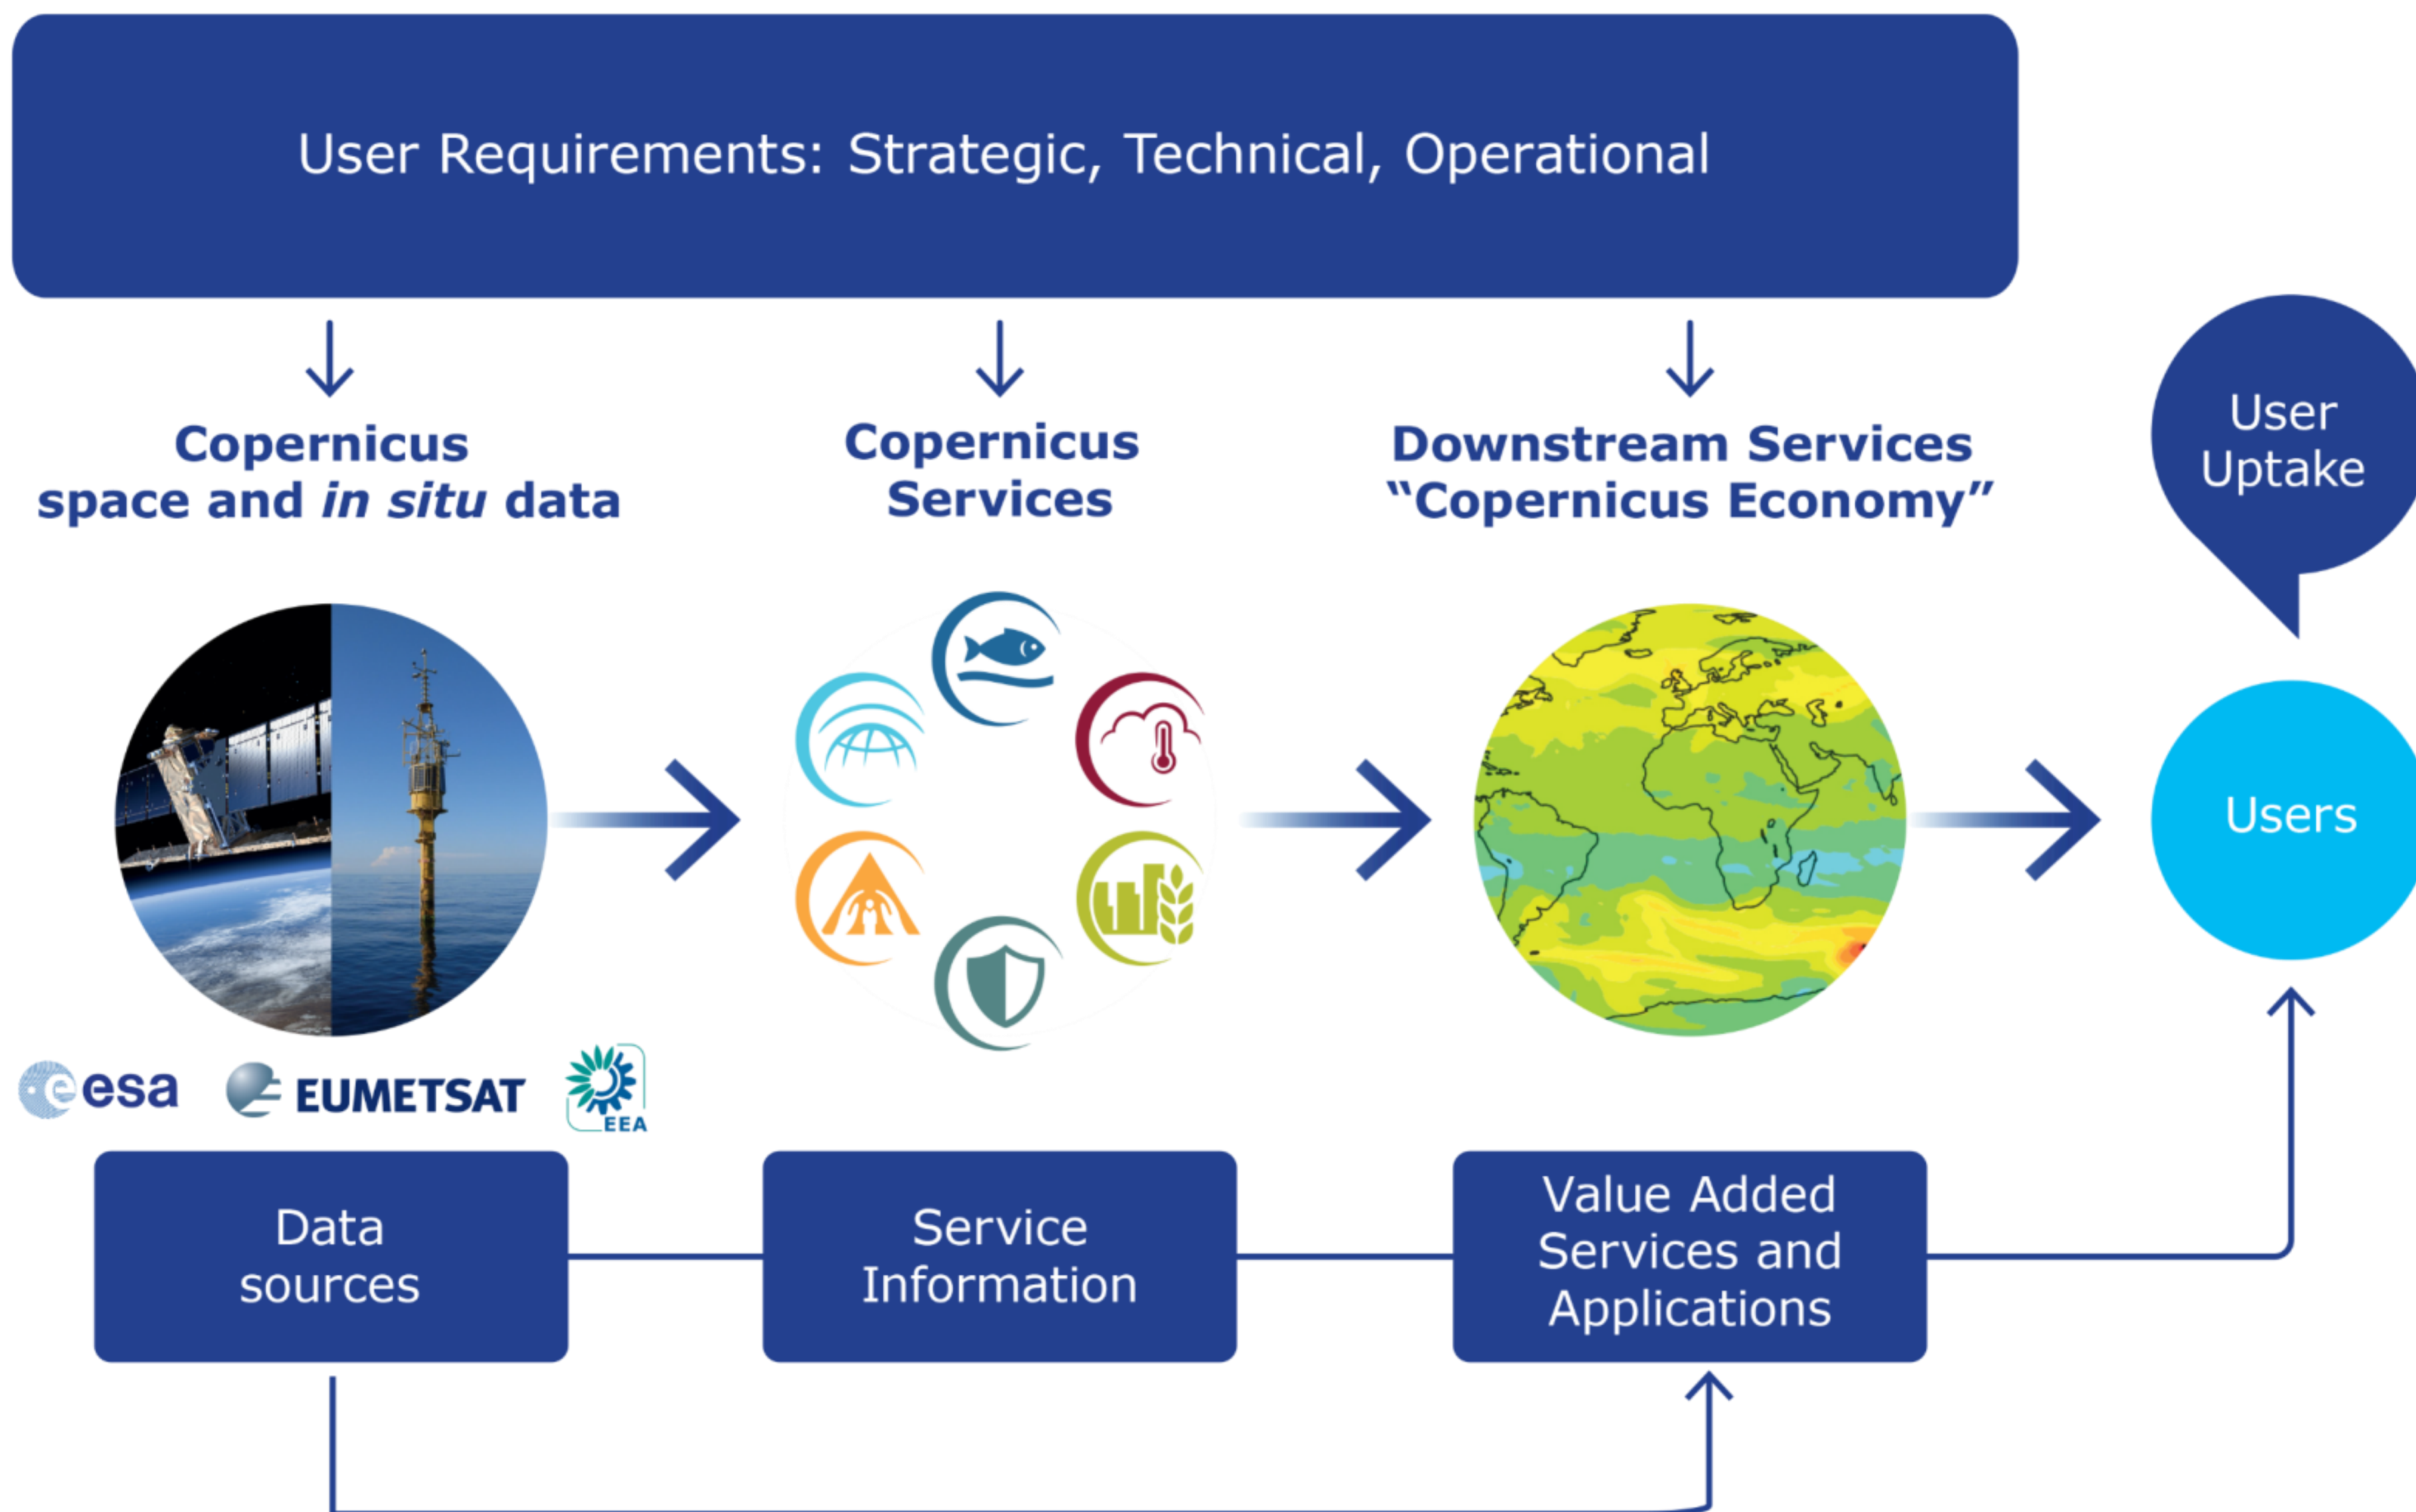 User Requirements: Strategic, Technical, Operational
Copernicus
space and in situ data
Copernicus
Services
Downstream Services
“Copernicus Economy”
User
Uptake
Users
esa
EUMETSAT
EEA
Data
sources
Service
Information
Value Added
Services and
Applications